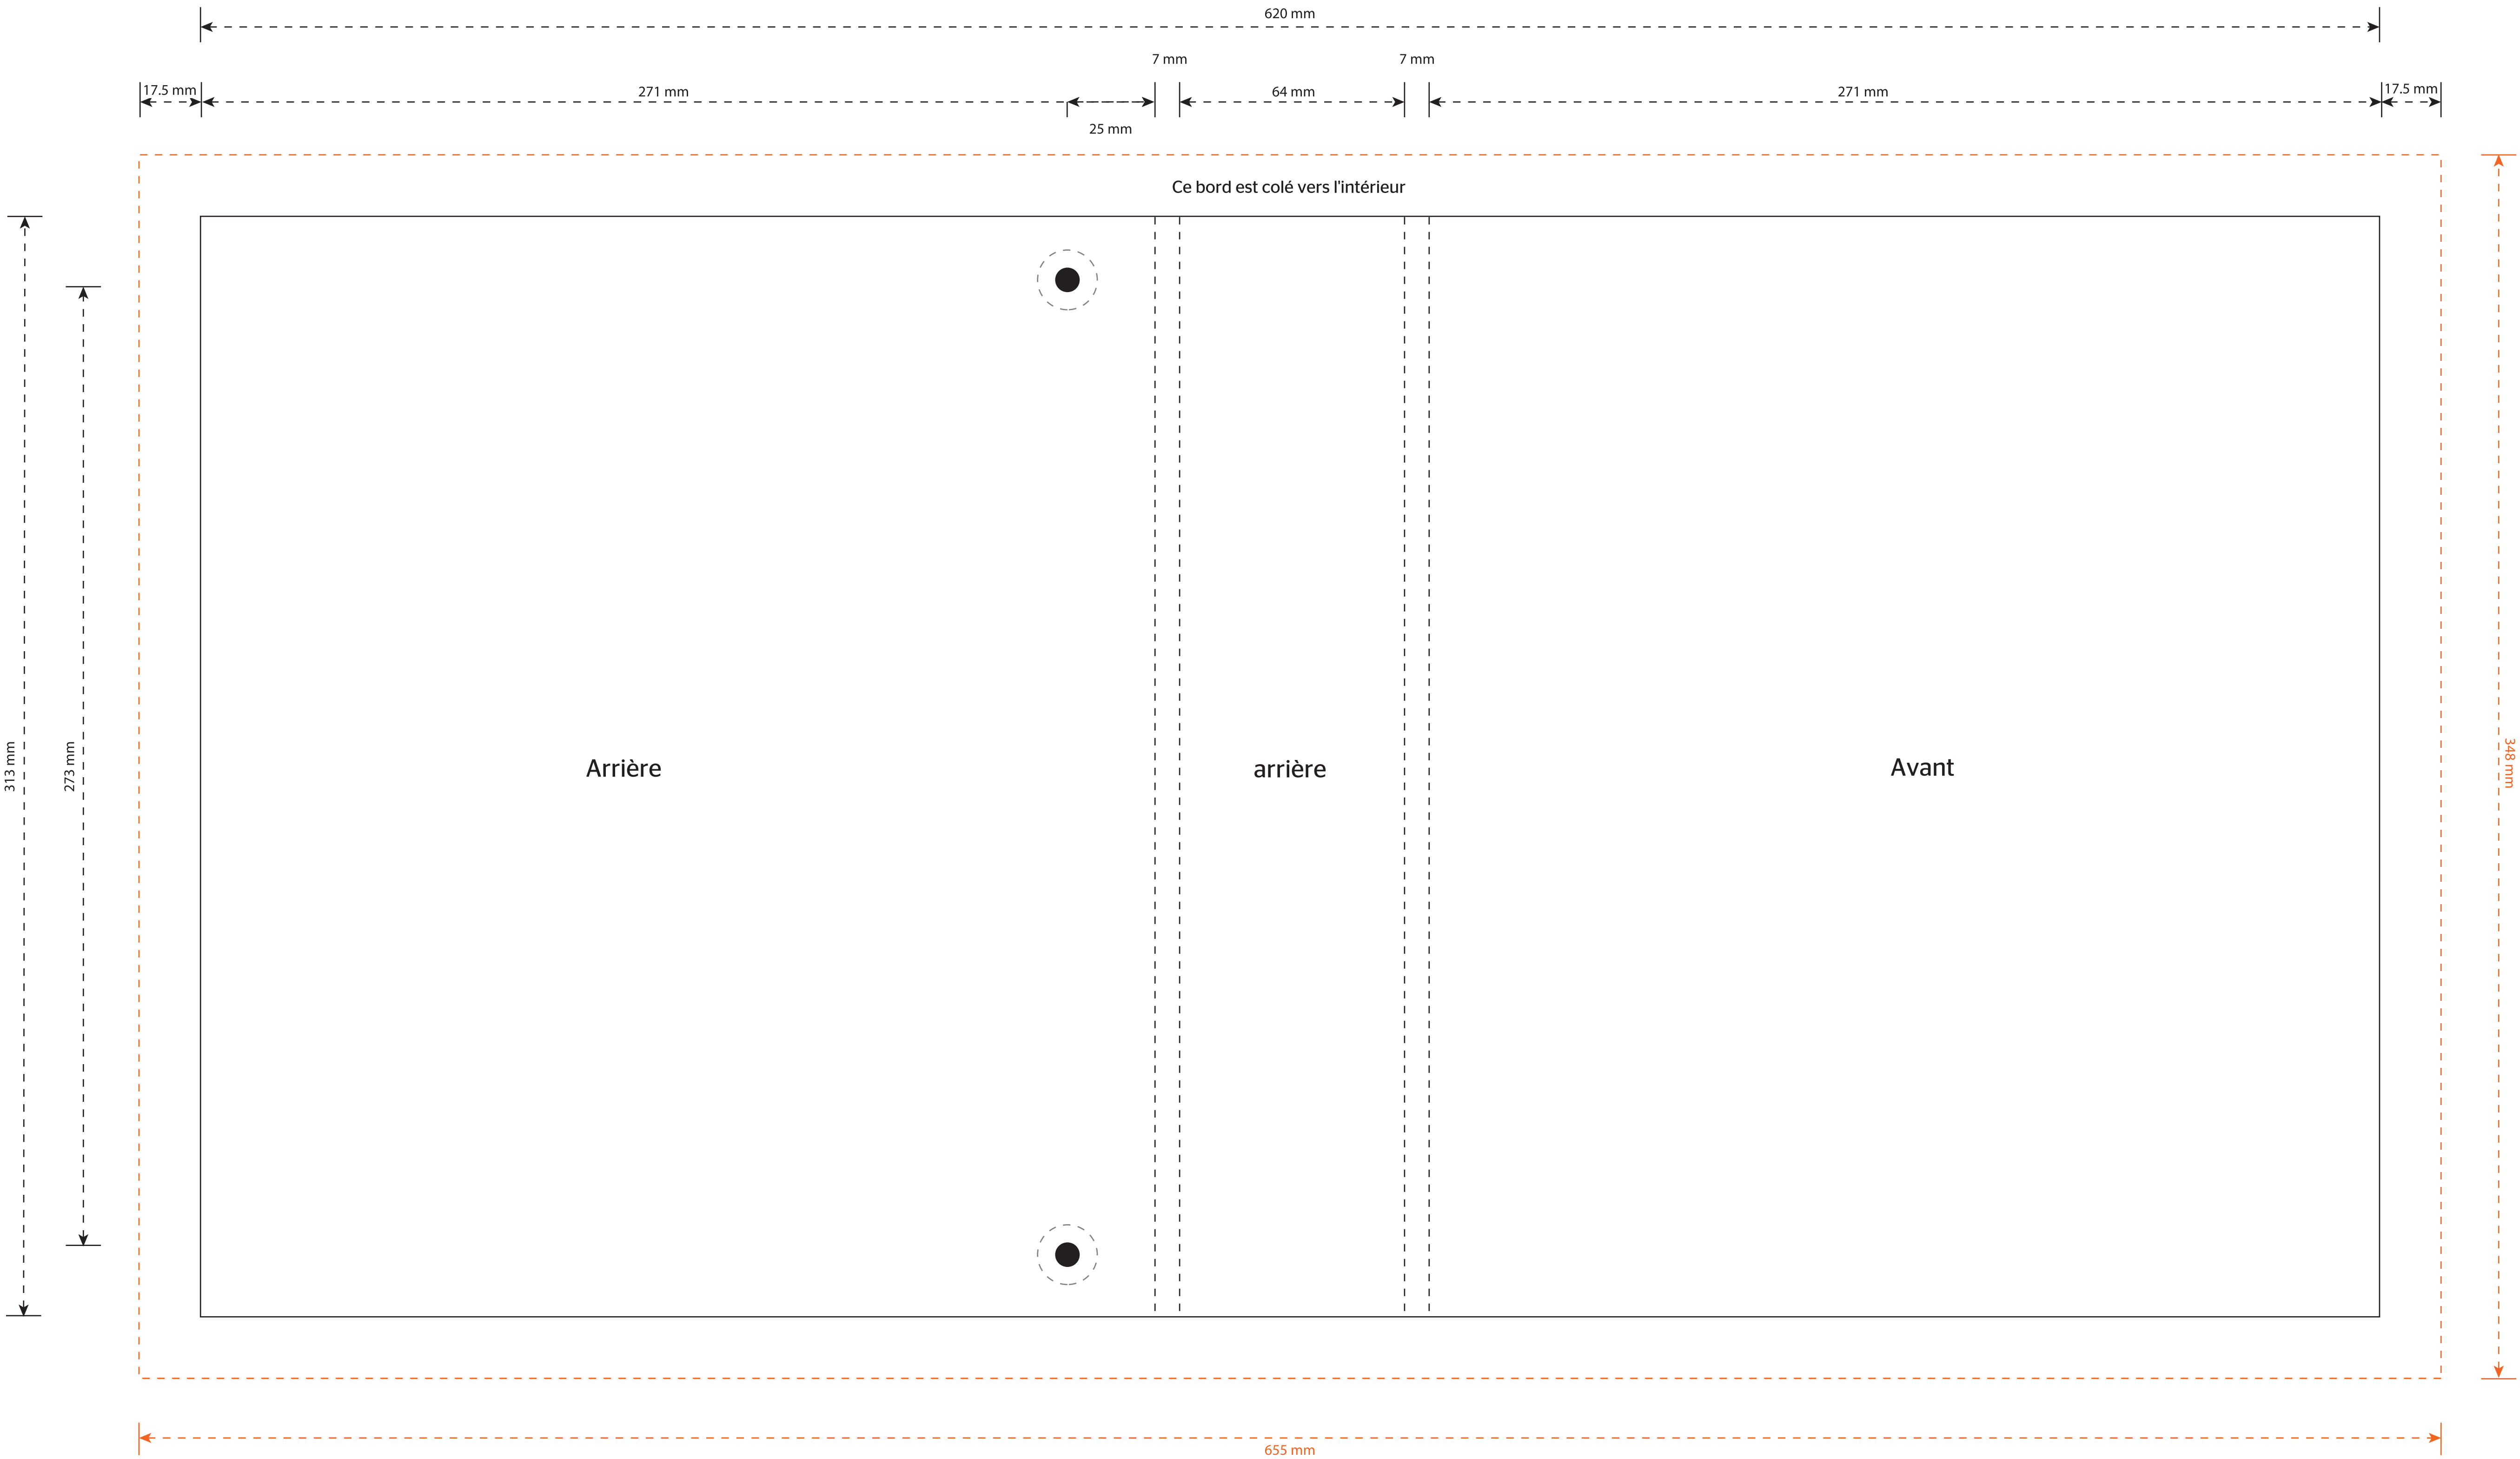 620 mm
7 mm
7 mm
17.5 mm
271 mm
64 mm
271 mm
17.5 mm
25 mm
Ce bord est colé vers l'intérieur
313 mm
273 mm
Arrière
arrière
Avant
348 mm
655 mm